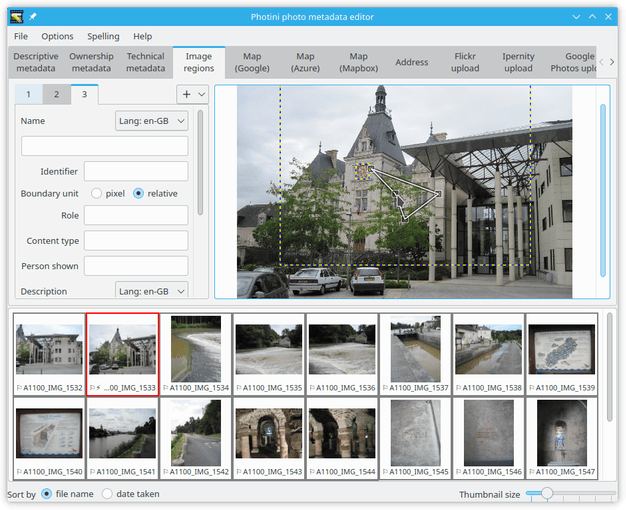 Photini photo metadata editor
File Options Spelling Help
Descriptive metadata
Ownership metadata
Technical metadata
Image regions
Map (Google)
Map (Azure)
Map (Mapbox)
Address
Flickr upload
Ipernity upload
Google Photos uplo
1 2 3
+
Name Lang: en-GB
Identifier
Boundary unit pixel relative
Role
Content type
Person shown
Description Lang: en-GB
A1100_IMG_1532 ...00_IMG_1533 A1100_IMG_1534 A1100_IMG_1535 A1100_IMG_1536 A1100_IMG_1537 A1100_IMG_1538 A1100_IMG_1539
A1100_IMG_1540 A1100_IMG_1541 A1100_IMG_1542 A1100_IMG_1543 A1100_IMG_1544 A1100_IMG_1545 A1100_IMG_1546 A1100_IMG_1547
Sort by file name date taken Thumbnail size